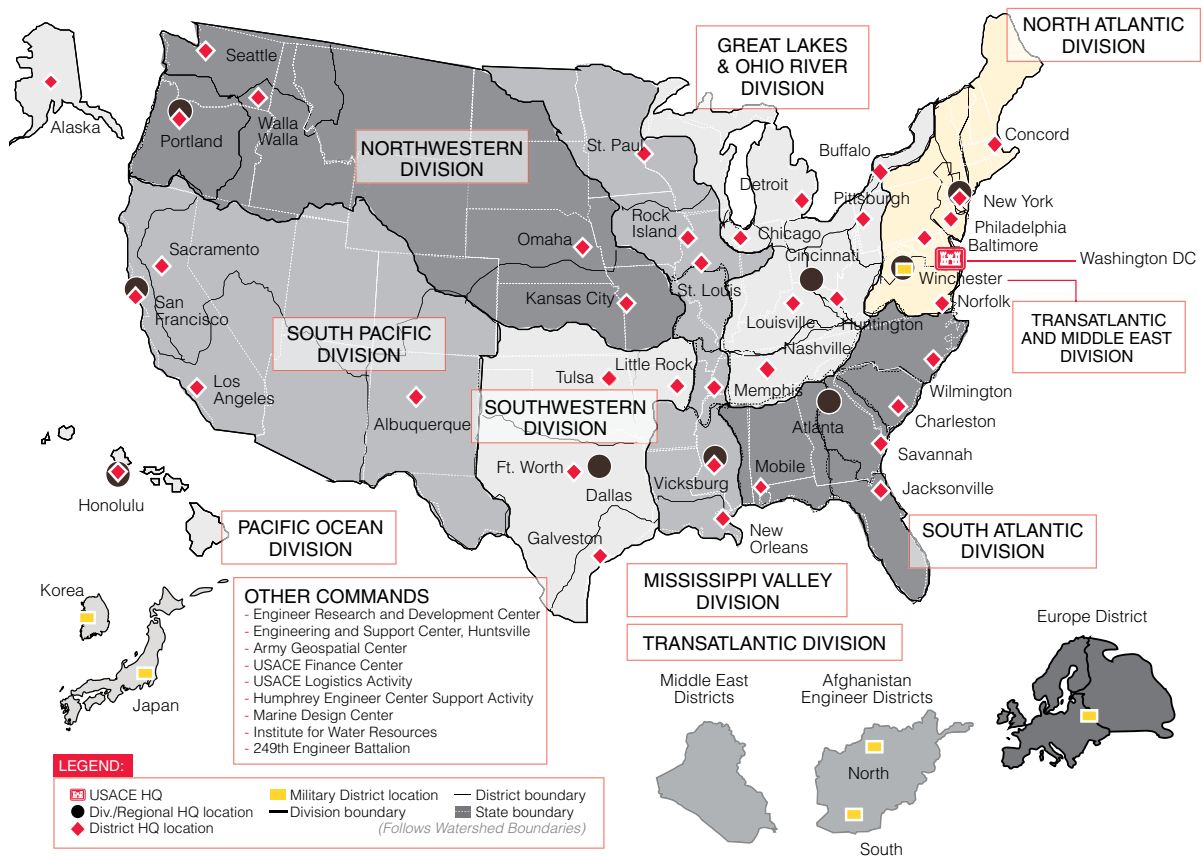 GREAT LAKES
& OHIO RIVER
DIVISION
NORTH ATLANTIC
DIVISION
Seattle
Alaska
Portland
Walla
Walla
NORTHWESTERN
DIVISION
St. Paul
Buffalo
Concord
Detroit
Pittsburgh
New York
Rock
Island
Chicago
Philadelphia
Baltimore
Omaha
Cincinnati
Washington DC
Sacramento
Winchester
St. Louis
Kansas City
Norfolk
San
Francisco
Louisville
Huntington
SOUTH PACIFIC
DIVISION
TRANSATLANTIC
AND MIDDLE EAST
DIVISION
Nashville
Little Rock
Tulsa
Los
Angeles
Memphis
Wilmington
SOUTHWESTERN
DIVISION
Albuquerque
Charleston
Atlanta
Savannah
Ft. Worth
Mobile
Vicksburg
Dallas
Jacksonville
Honolulu
PACIFIC OCEAN
DIVISION
Galveston
New
Orleans
SOUTH ATLANTIC
DIVISION
MISSISSIPPI VALLEY
DIVISION
Korea
Japan
OTHER COMMANDS
- Engineer Research and Development Center
- Engineering and Support Center, Huntsville
- Army Geospatial Center
- USACE Finance Center
- USACE Logistics Activity
- Humphrey Engineer Center Support Activity
- Marine Design Center
- Institute for Water Resources
- 249th Engineer Battalion
TRANSATLANTIC DIVISION
Europe District
Middle East
Districts
Afghanistan
Engineer Districts
North
South
LEGEND:
USACE HQ
Div./Regional HQ location
District HQ location
Military District location
Division boundary
District boundary
State boundary
(Follows Watershed Boundaries)